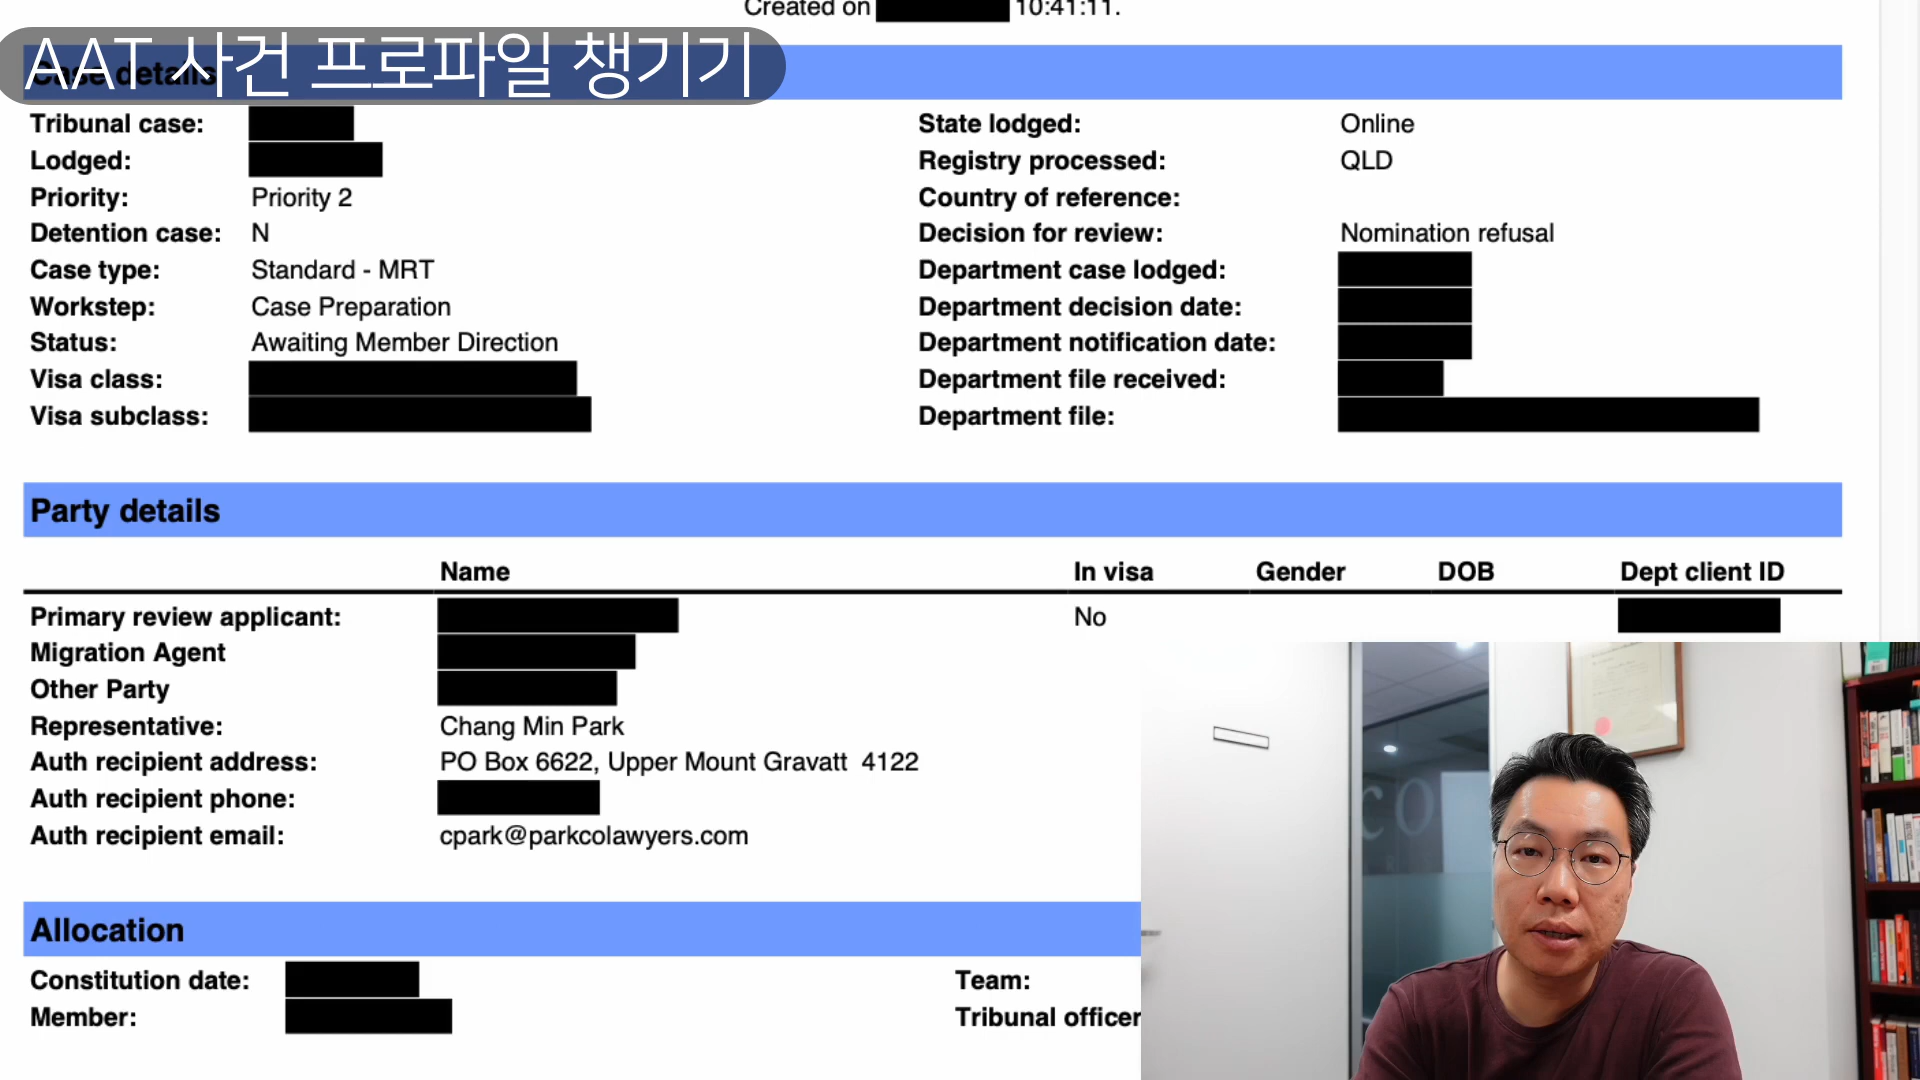 Created on 10:41:11.
AAT 사건 프로파일 챙기기
Case details
Tribunal case:
State lodged: Online
Lodged:
Registry processed: QLD
Priority: Priority 2
Country of reference:
Detention case: N
Decision for review: Nomination refusal
Case type: Standard - MRT
Department case lodged:
Workstep: Case Preparation
Department decision date:
Status: Awaiting Member Direction
Department notification date:
Visa class:
Department file received:
Visa subclass:
Department file:
Party details
Name In visa Gender DOB Dept client ID
Primary review applicant: No
Migration Agent
Other Party
Representative: Chang Min Park
Auth recipient address: PO Box 6622, Upper Mount Gravatt 4122
Auth recipient phone:
Auth recipient email: cpark@parkcolawyers.com
Allocation
Constitution date:
Team:
Member:
Tribunal officer
co